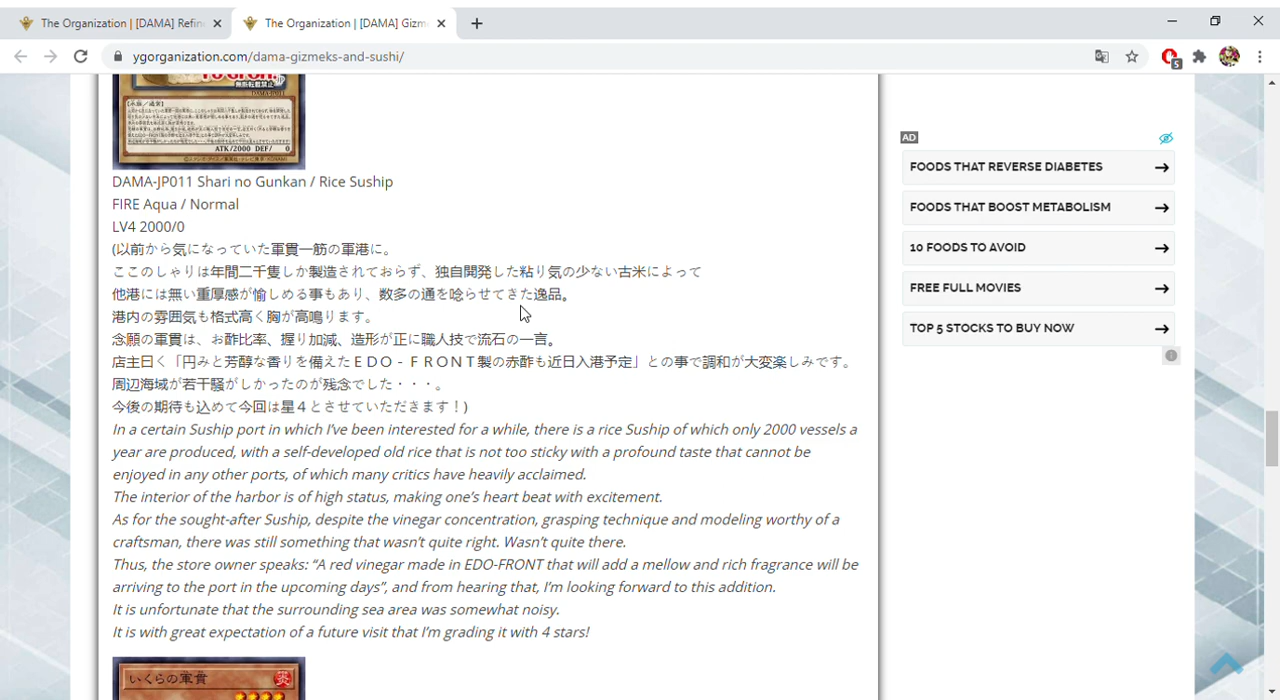 The Organization | [DAMA] Refin
The Organization | [DAMA] Gizm
ygorganization.com/dama-gizmeks-and-sushi/
5
DAMA-JP011
ATK/2000 DEF/ 0
DAMA-JP011 Shari no Gunkan / Rice Suship
FIRE Aqua / Normal
LV4 2000/0
(以前から気になっていた軍貫一筋の軍港に。
ここのしゃりは年間二千隻しか製造されておらず、独自開発した粘り気の少ない古米によって
他港には無い重厚感が愉しめる事もあり、数多の通を唸らせてきた逸品。
港内の雰囲気も格式高く胸が高鳴ります。
念願の軍貫は、お酢比率、握り加減、造形が正に職人技で流石の一言。
店主曰く「円みと芳醇な香りを備えたＥＤＯ－ＦＲＯＮＴ製の赤酢も近日入港予定」との事で調和が大変楽しみです。
周辺海域が若干騒がしかったのが残念でした・・・。
今後の期待も込めて今回は星４とさせていただきます！)
In a certain Suship port in which I’ve been interested for a while, there is a rice Suship of which only 2000 vessels a
year are produced, with a self-developed old rice that is not too sticky with a profound taste that cannot be
enjoyed in any other ports, of which many critics have heavily acclaimed.
The interior of the harbor is of high status, making one’s heart beat with excitement.
As for the sought-after Suship, despite the vinegar concentration, grasping technique and modeling worthy of a
craftsman, there was still something that wasn’t quite right. Wasn’t quite there.
Thus, the store owner speaks: “A red vinegar made in EDO-FRONT that will add a mellow and rich fragrance will be
arriving to the port in the upcoming days”, and from hearing that, I’m looking forward to this addition.
It is unfortunate that the surrounding sea area was somewhat noisy.
It is with great expectation of a future visit that I’m grading it with 4 stars!
いくらの軍貫
炎
AD
FOODS THAT REVERSE DIABETES
FOODS THAT BOOST METABOLISM
10 FOODS TO AVOID
FREE FULL MOVIES
TOP 5 STOCKS TO BUY NOW